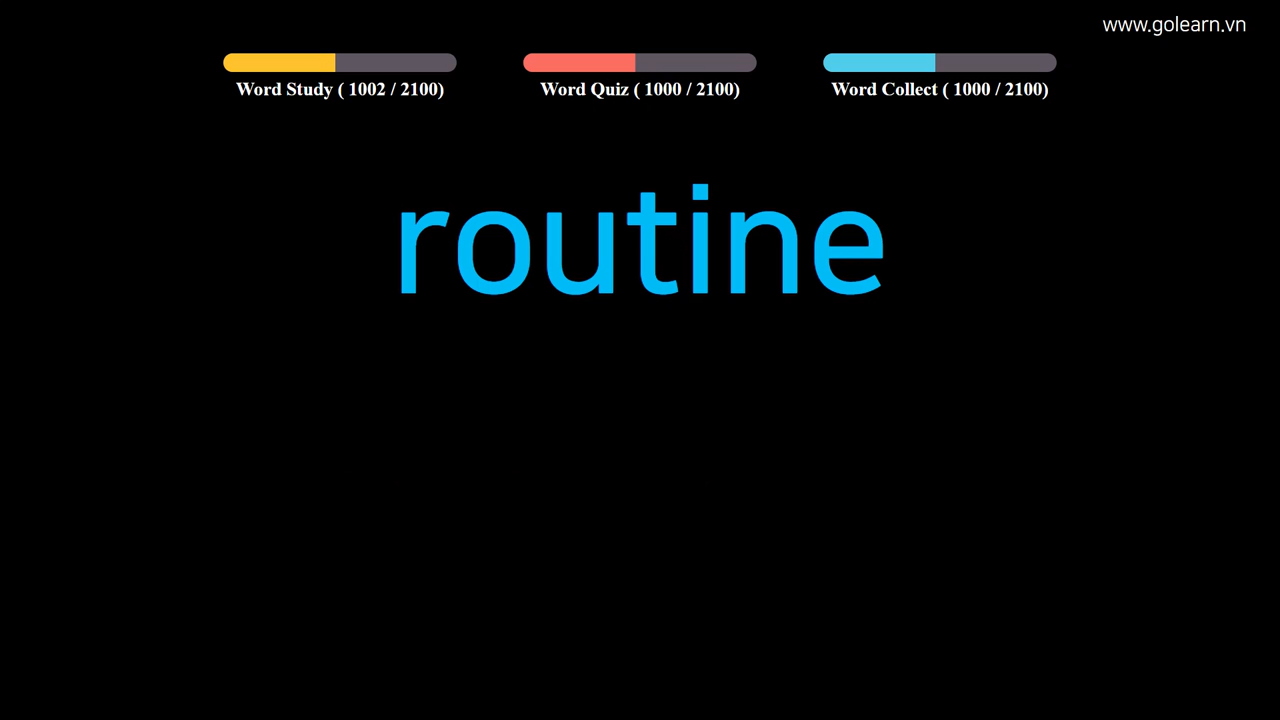 www.golearn.vn
Word Study ( 1002 / 2100)
Word Quiz ( 1000 / 2100)
Word Collect ( 1000 / 2100)
routine